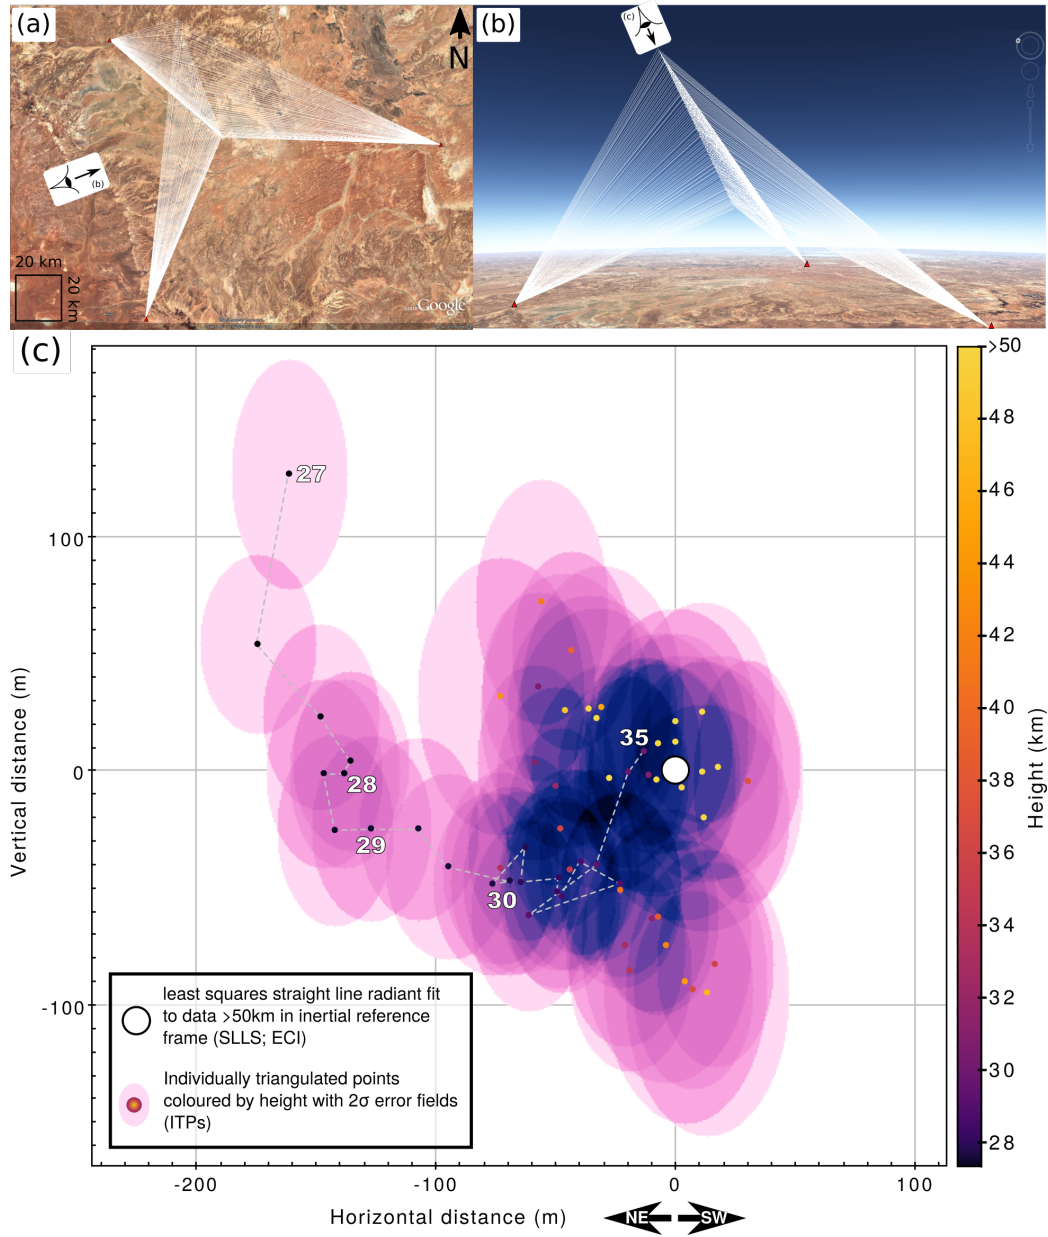 (a)
N
(b)
20 km
20 km
Google
(b)
(c)
(c)
>50
48
46
44
42
40
38
36
34
32
30
28
Height (km)
100
0
-100
Vertical distance (m)
27
28
29
30
35
least squares straight line radiant fit
to data >50km in inertial reference
frame (SLLS; ECI)
Individually triangulated points
coloured by height with 2σ error fields
(ITPs)
-200
-100
0
100
Horizontal distance (m)
NE
SW